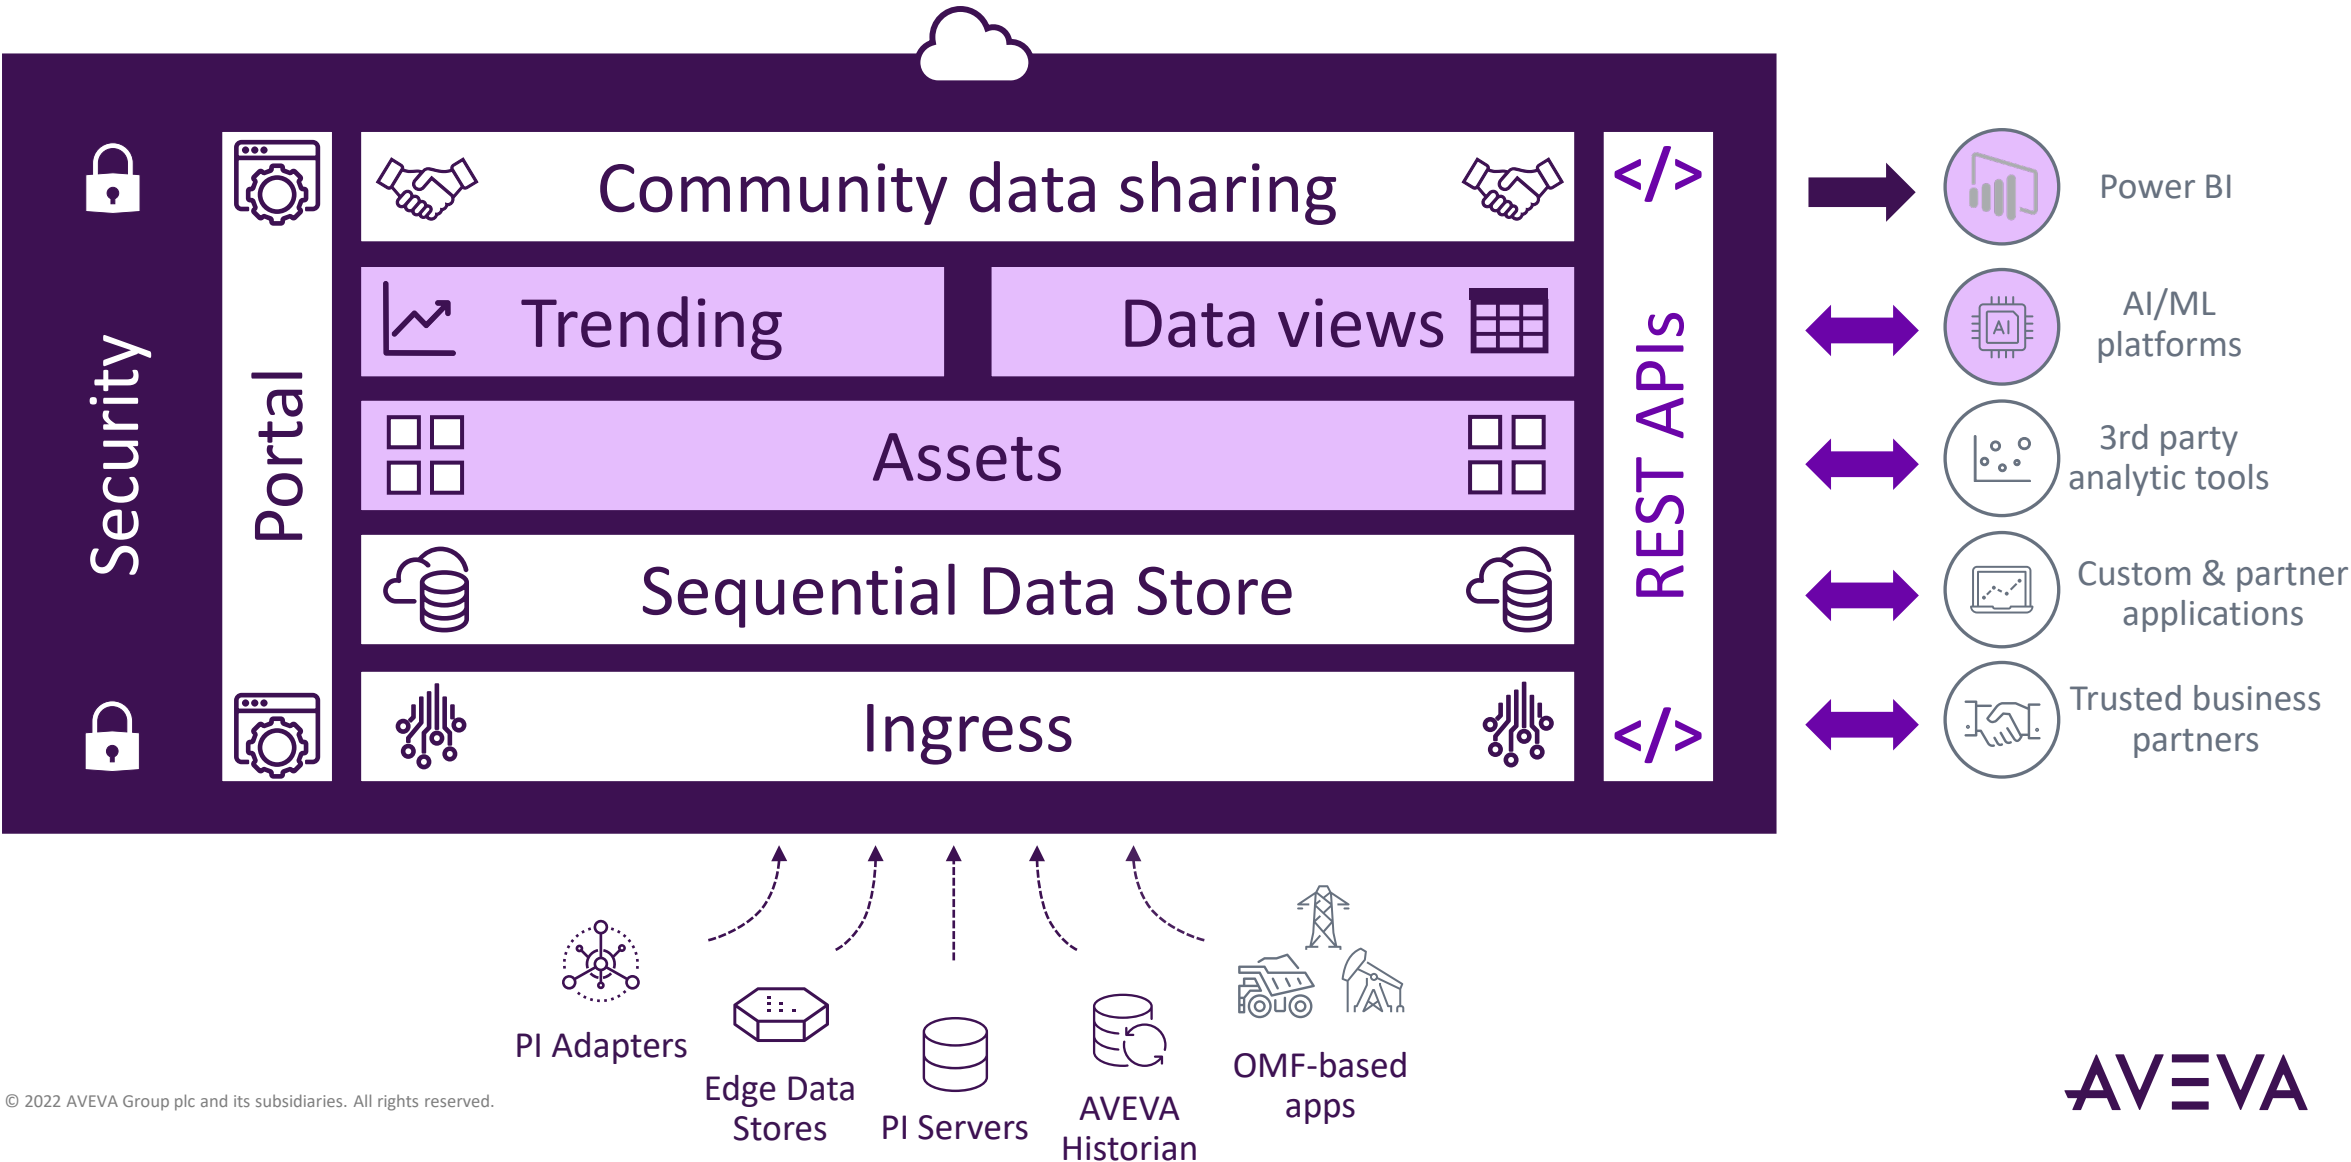 Security
Portal
Community data sharing
Trending
Data views
Assets
Sequential Data Store
Ingress
</>
REST APIs
</>
Power BI
AI
AI/ML
platforms
3rd party
analytic tools
Custom & partner
applications
Trusted business
partners
PI Adapters
Edge Data
Stores
PI Servers
AVEVA
Historian
OMF-based
apps
© 2022 AVEVA Group plc and its subsidiaries. All rights reserved.
AVEVA